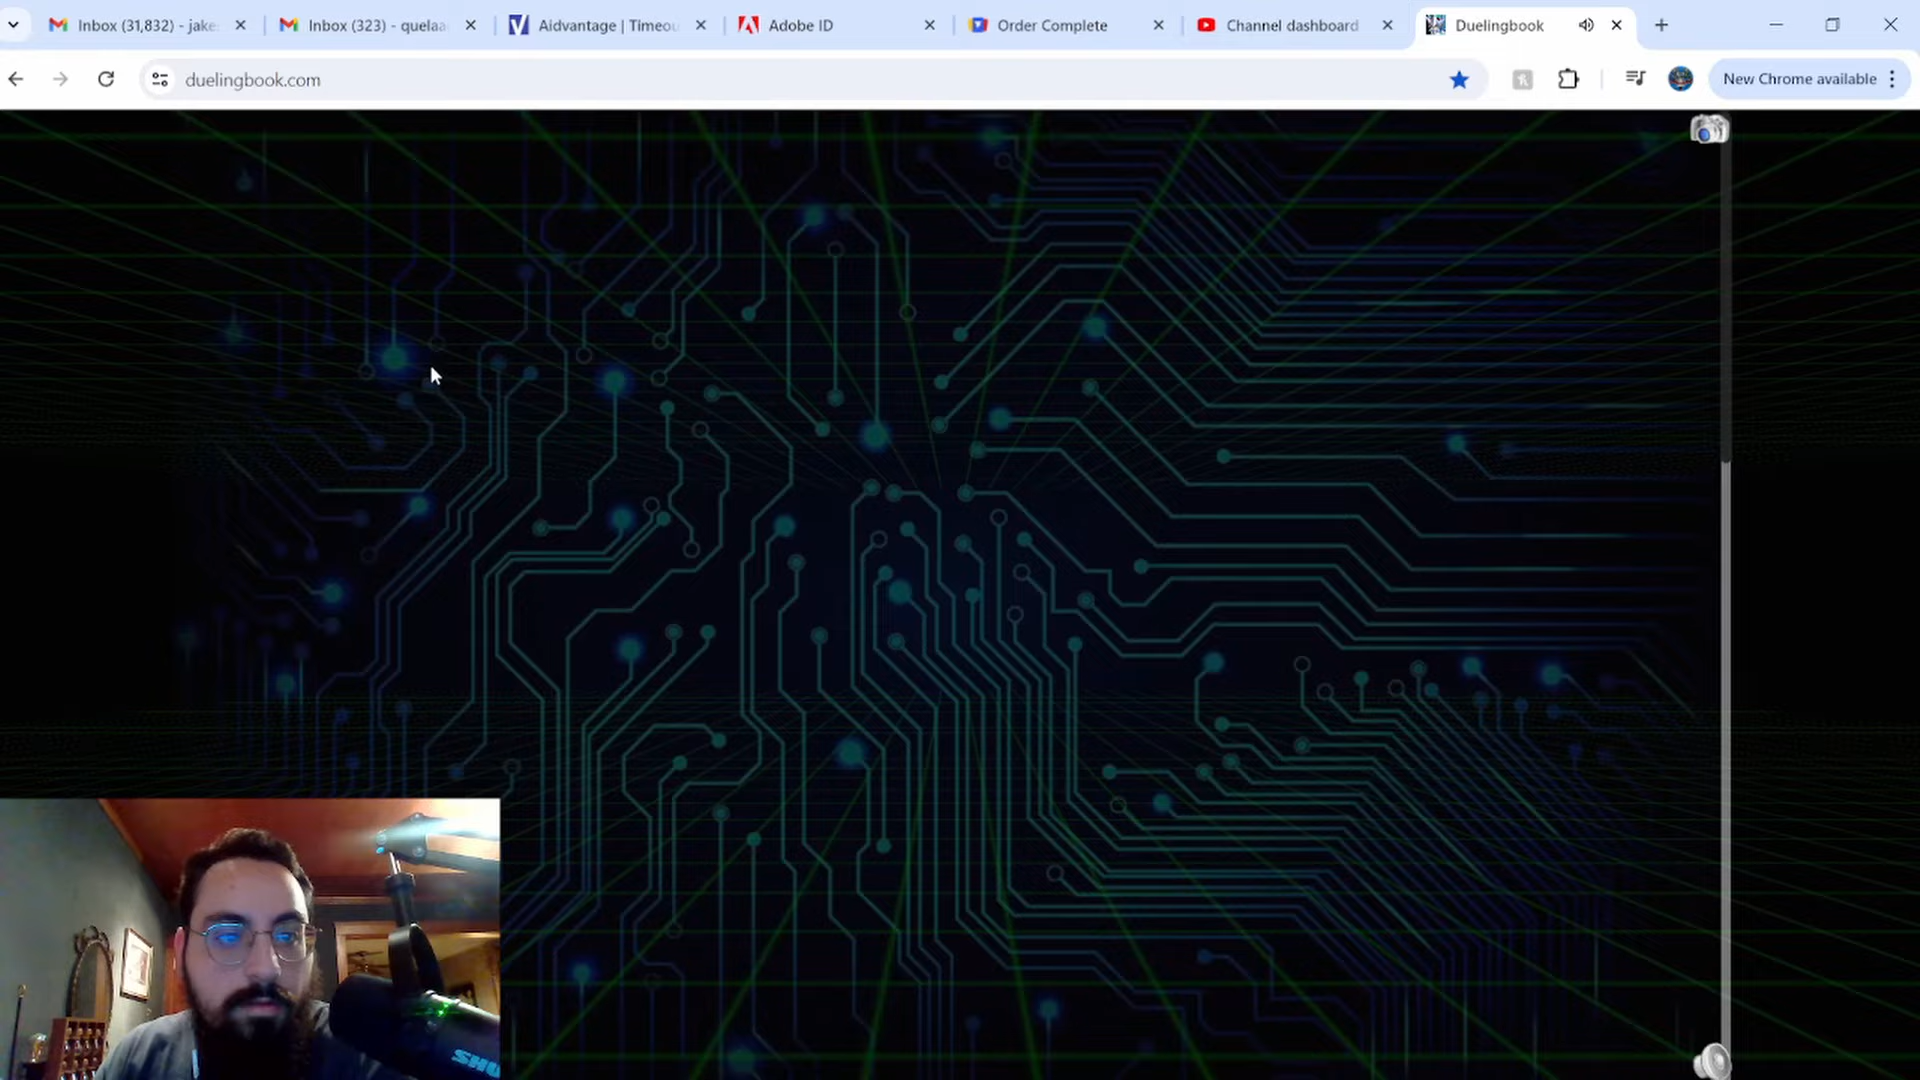 Inbox (31,832) - jake
Inbox (323) - quelaa
Aidvantage | Timeou
Adobe ID
Order Complete
Channel dashboard
Duelingbook
duelingbook.com
New Chrome available
SHU